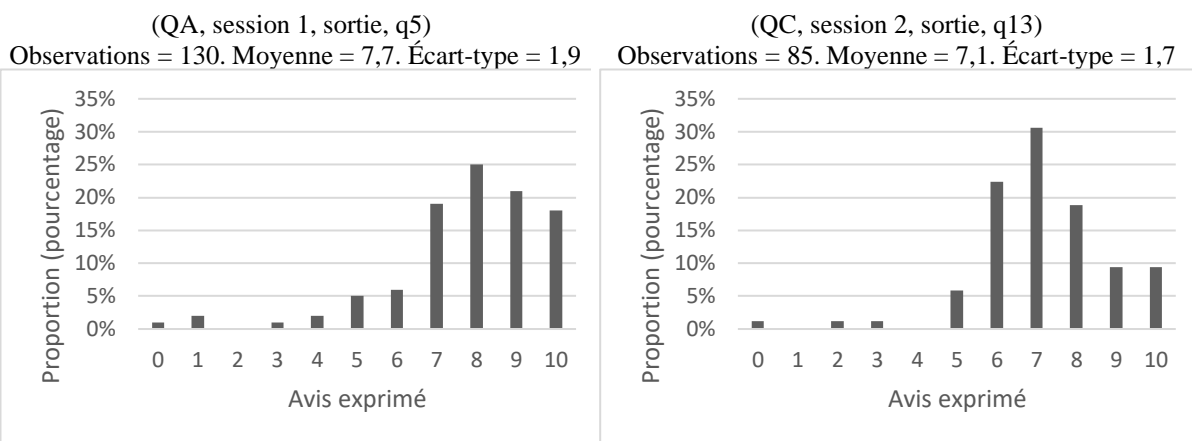 (QA, session 1, sortie, q5)
Observations = 130. Moyenne = 7,7. Écart-type = 1,9
35%
30%
25%
20%
15%
10%
5%
0%
Proportion (pourcentage)
0 1 2 3 4 5 6 7 8 9 10
Avis exprimé
(QC, session 2, sortie, q13)
Observations = 85. Moyenne = 7,1. Écart-type = 1,7
35%
30%
25%
20%
15%
10%
5%
0%
Proportion (pourcentage)
0 1 2 3 4 5 6 7 8 9 10
Avis exprimé